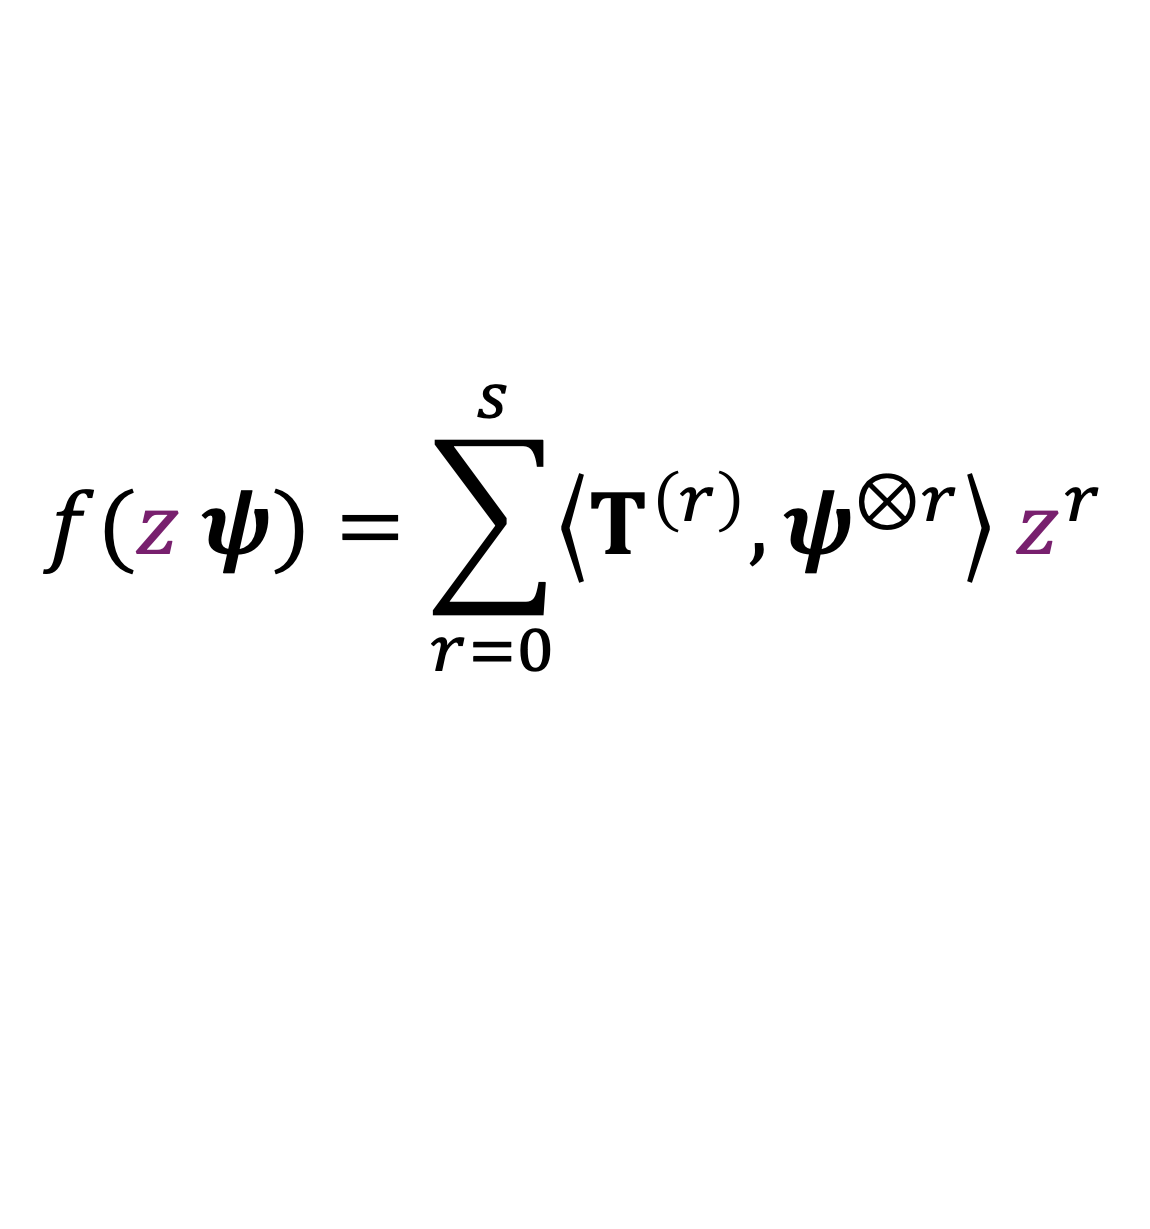 f(z 𝝍) = ∑_{r=0}^{s} ⟨𝐓^{(r)}, 𝝍^{⊗r}⟩ z^r